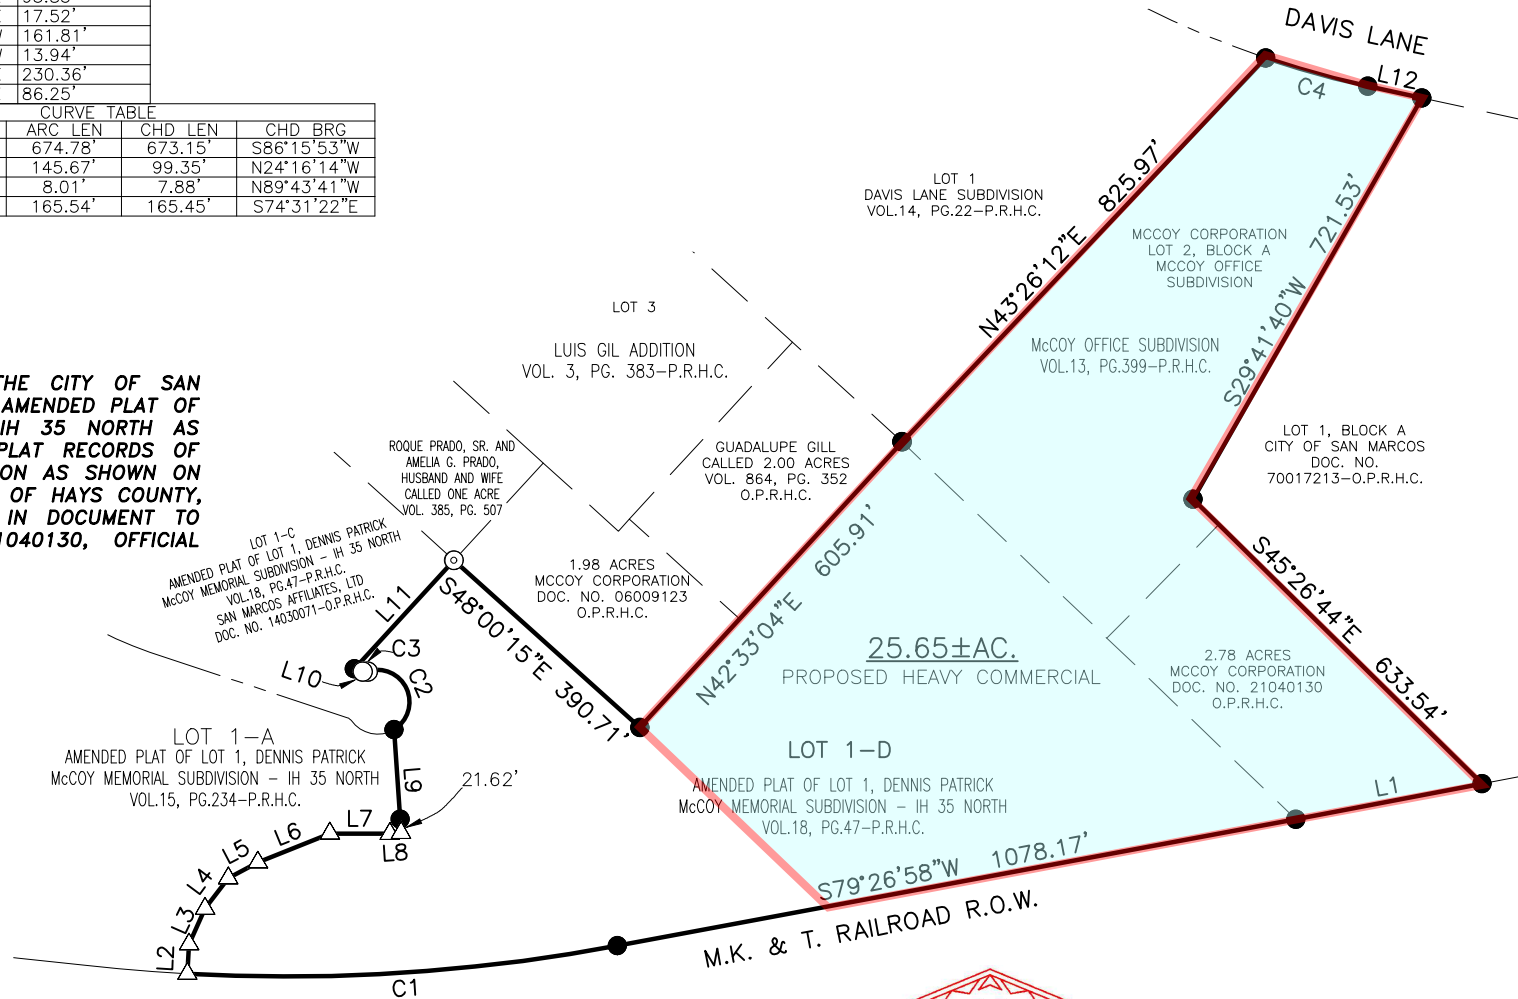 17.52'
161.81'
13.94'
230.36'
86.25'
CURVE TABLE
ARC LEN CHD LEN CHD BRG
674.78' 673.15' S86°15'53"W
145.67' 99.35' N24°16'14"W
8.01' 7.88' N89°43'41"W
165.54' 165.45' S74°31'22"E
THE CITY OF SAN
AMENDED PLAT OF
IH 35 NORTH AS
PLAT RECORDS OF
ON AS SHOWN ON
OF HAYS COUNTY,
IN DOCUMENT TO
1040130, OFFICIAL
DAVIS LANE
C4
L12
LOT 1
DAVIS LANE SUBDIVISION
VOL.14, PG.22-P.R.H.C.
N43°26'12"E 825.97'
MCCOY CORPORATION
LOT 2, BLOCK A
MCCOY OFFICE
SUBDIVISION
S29°41'40"W 721.53'
McCOY OFFICE SUBDIVISION
VOL.13, PG.399-P.R.H.C.
LOT 3
LUIS GIL ADDITION
VOL. 3, PG. 383-P.R.H.C.
ROQUE PRADO, SR. AND
AMELIA G. PRADO,
HUSBAND AND WIFE
CALLED ONE ACRE
VOL. 385, PG. 507
GUADALUPE GILL
CALLED 2.00 ACRES
VOL. 864, PG. 352
O.P.R.H.C.
LOT 1, BLOCK A
CITY OF SAN MARCOS
DOC. NO.
70017213-O.P.R.H.C.
LOT 1-C
AMENDED PLAT OF LOT 1, DENNIS PATRICK
McCOY MEMORIAL SUBDIVISION - IH 35 NORTH
VOL.18, PG.47-P.R.H.C.
SAN MARCOS AFFILIATES, LTD
DOC. NO. 14030071-O.P.R.H.C.
1.98 ACRES
MCCOY CORPORATION
DOC. NO. 06009123
O.P.R.H.C.
N42°33'04"E 605.91'
S45°26'44"E 633.54'
L11
C3
L10
C2
S48°00'15"E 390.71'
25.65±AC.
PROPOSED HEAVY COMMERCIAL
2.78 ACRES
MCCOY CORPORATION
DOC. NO. 21040130
O.P.R.H.C.
LOT 1-D
AMENDED PLAT OF LOT 1, DENNIS PATRICK
McCOY MEMORIAL SUBDIVISION - IH 35 NORTH
VOL.18, PG.47-P.R.H.C.
LOT 1-A
AMENDED PLAT OF LOT 1, DENNIS PATRICK
McCOY MEMORIAL SUBDIVISION - IH 35 NORTH
VOL.15, PG.234-P.R.H.C.
L9
21.62'
L1
L7
L8
L6
L5
L4
L3
L2
C1
S79°26'58"W 1078.17'
M.K. & T. RAILROAD R.O.W.